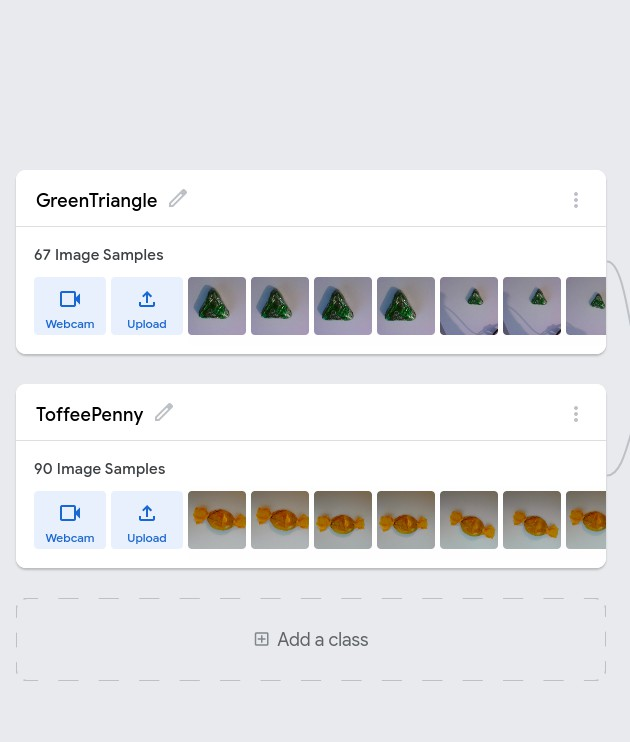 GreenTriangle
67 Image Samples
Webcam Upload
ToffeePenny
90 Image Samples
Webcam Upload
Add a class